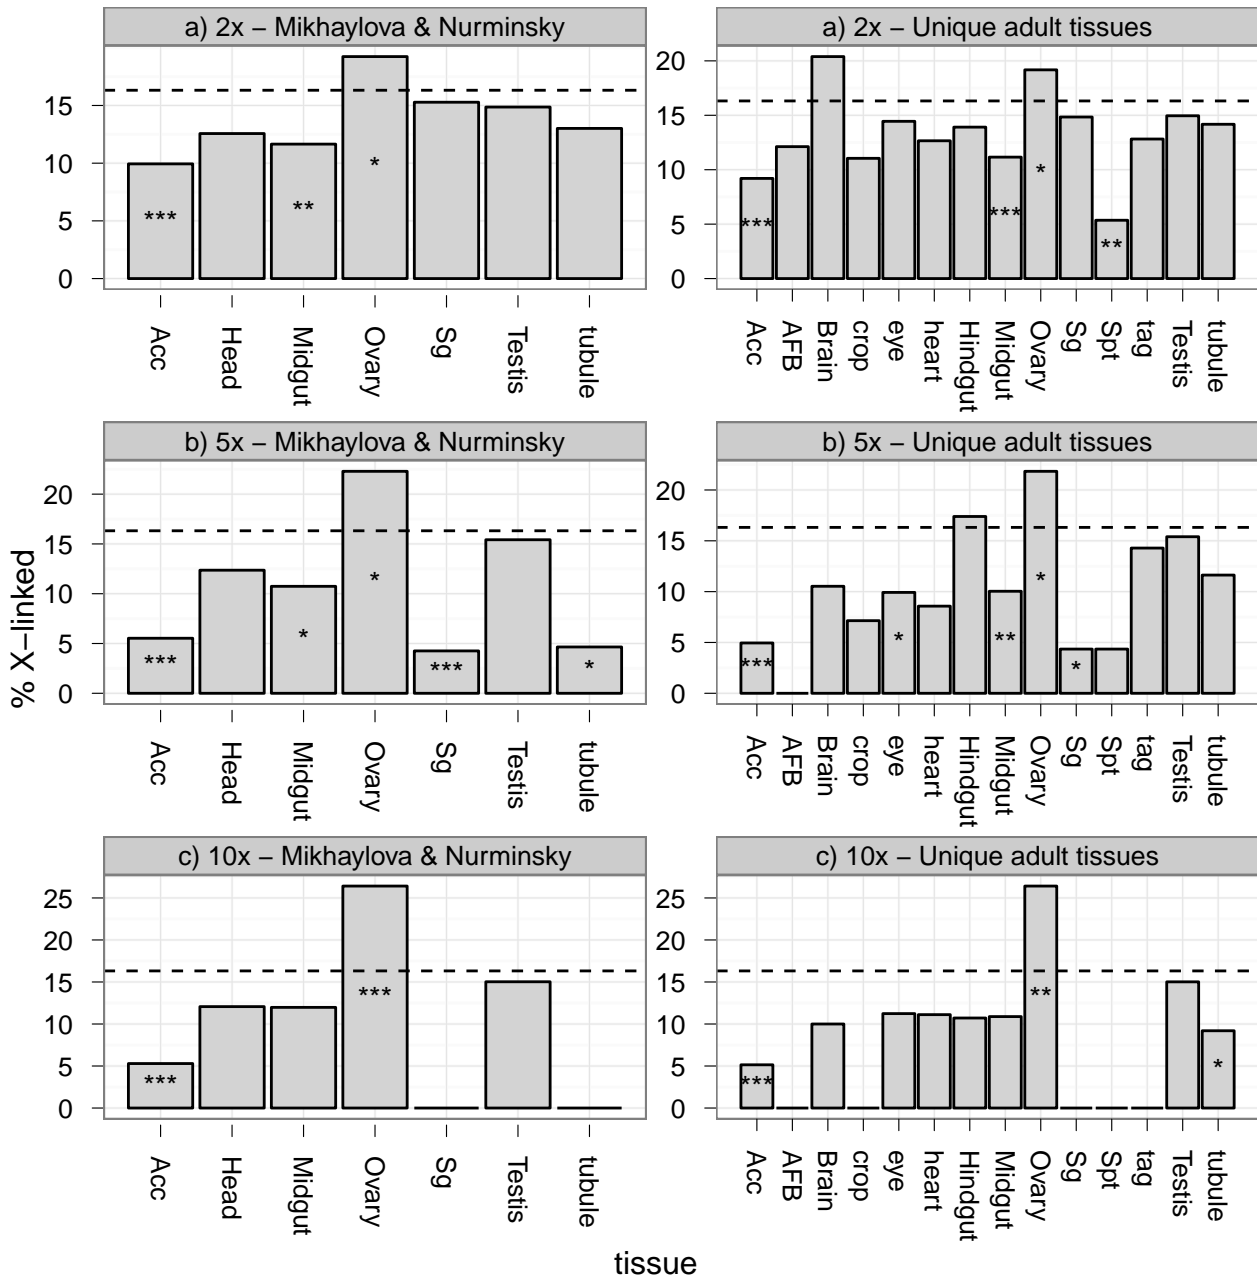 a) 2x − Mikhaylova & Nurminsky
15
10
5
0
***
**
*
Acc
Head
Midgut
Ovary
Sg
Testis
tubule
a) 2x − Unique adult tissues
20
15
10
5
0
***
***
*
**
Acc
AFB
Brain
crop
eye
heart
Hindgut
Midgut
Ovary
Sg
Spt
tag
Testis
tubule
% X−linked
b) 5x − Mikhaylova & Nurminsky
20
15
10
5
0
***
*
*
***
*
Acc
Head
Midgut
Ovary
Sg
Testis
tubule
b) 5x − Unique adult tissues
20
15
10
5
0
***
*
**
*
*
Acc
AFB
Brain
crop
eye
heart
Hindgut
Midgut
Ovary
Sg
Spt
tag
Testis
tubule
c) 10x − Mikhaylova & Nurminsky
25
20
15
10
5
0
***
***
Acc
Head
Midgut
Ovary
Sg
Testis
tubule
c) 10x − Unique adult tissues
25
20
15
10
5
0
***
**
*
Acc
AFB
Brain
crop
eye
heart
Hindgut
Midgut
Ovary
Sg
Spt
tag
Testis
tubule
tissue